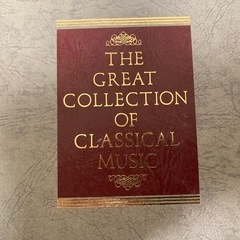 THE
GREAT
COLLECTION
OF
CLASSICAL
MUSIC